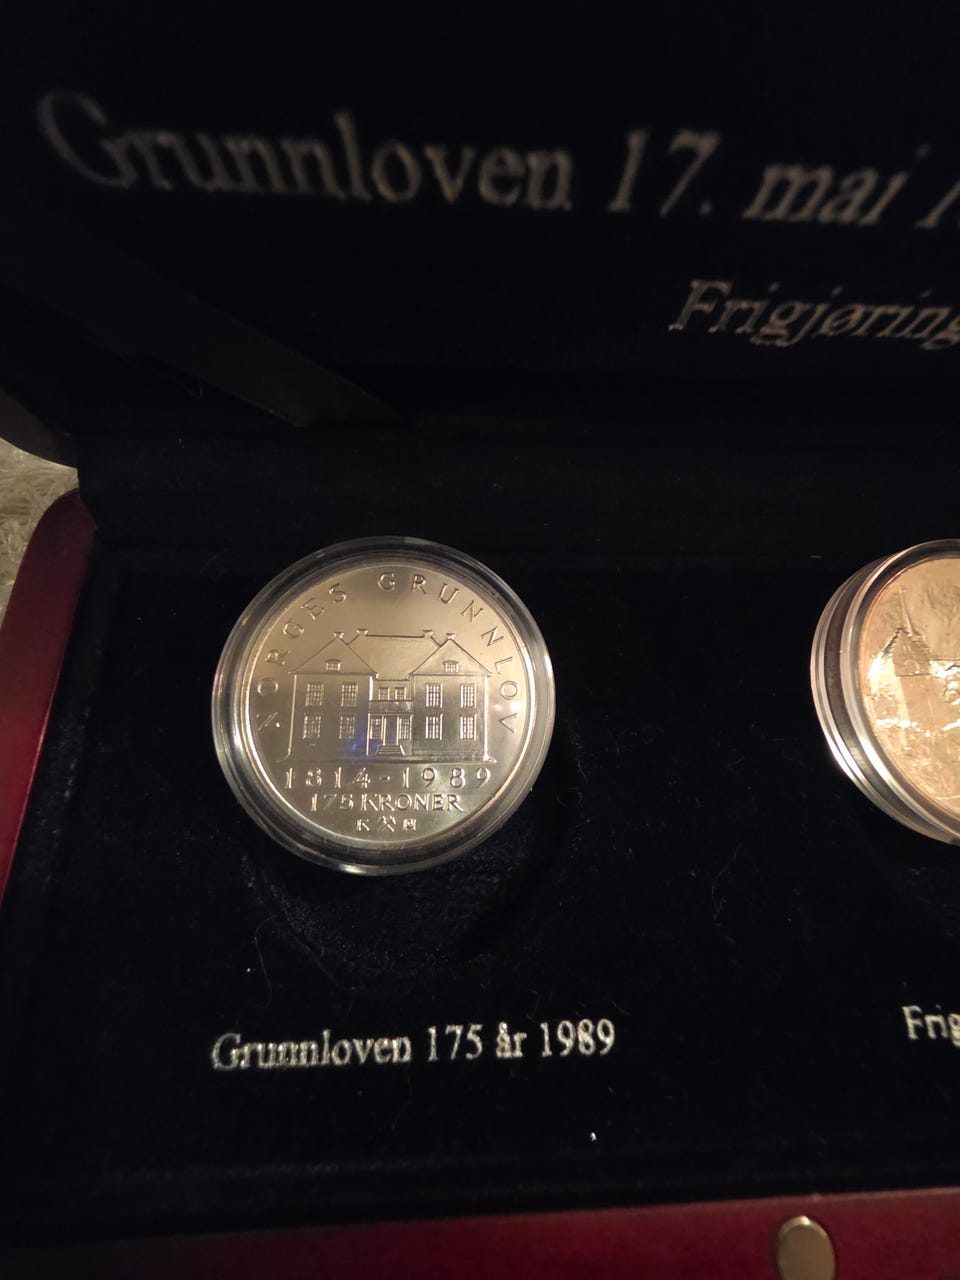 Grunnloven 17. mai
Frigjøring
NORGES GRUNNLOV
1814-1989
175 KRONER
K
Grunnloven 175 år 1989
Frig